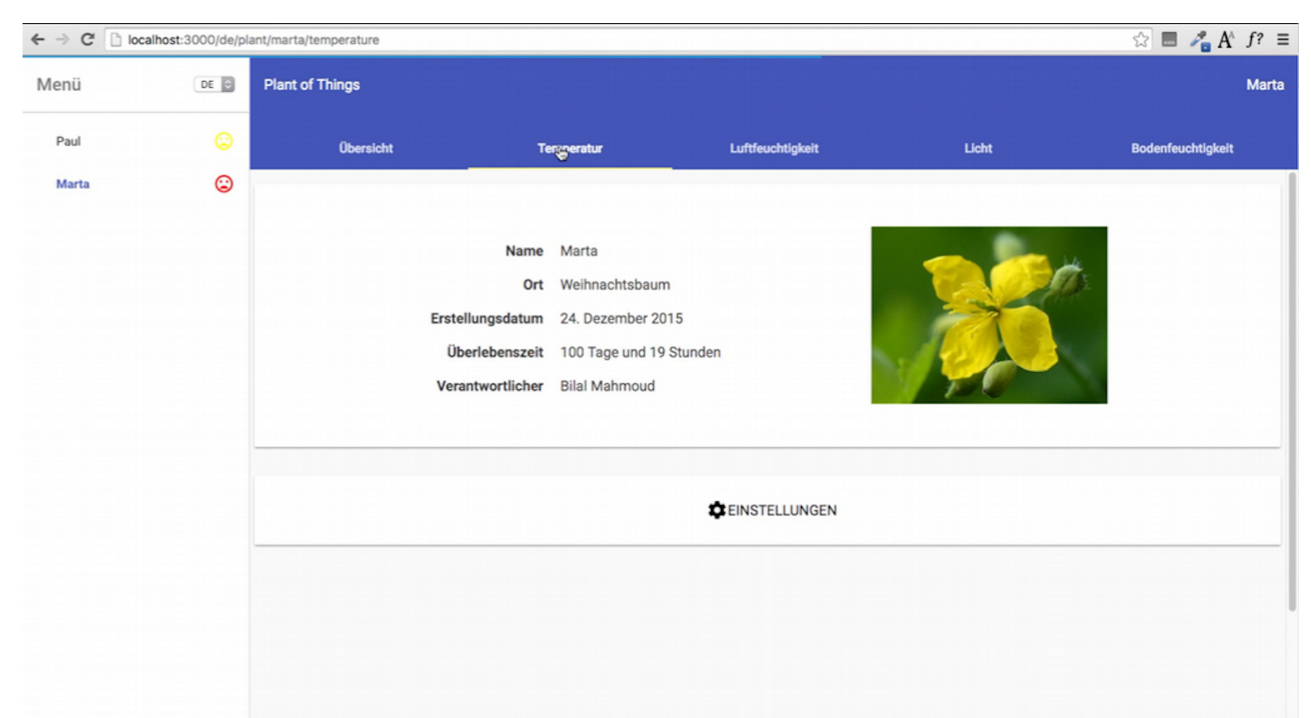 localhost:3000/de/plant/marta/temperature
A^A f? ≡
Menü DE
Plant of Things Marta
Paul
Marta
Übersicht Temperatur Luftfeuchtigkeit Licht Bodenfeuchtigkeit
Name Marta
Ort Weihnachtsbaum
Erstellungsdatum 24. Dezember 2015
Überlebenszeit 100 Tage und 19 Stunden
Verantwortlicher Bilal Mahmoud
EINSTELLUNGEN